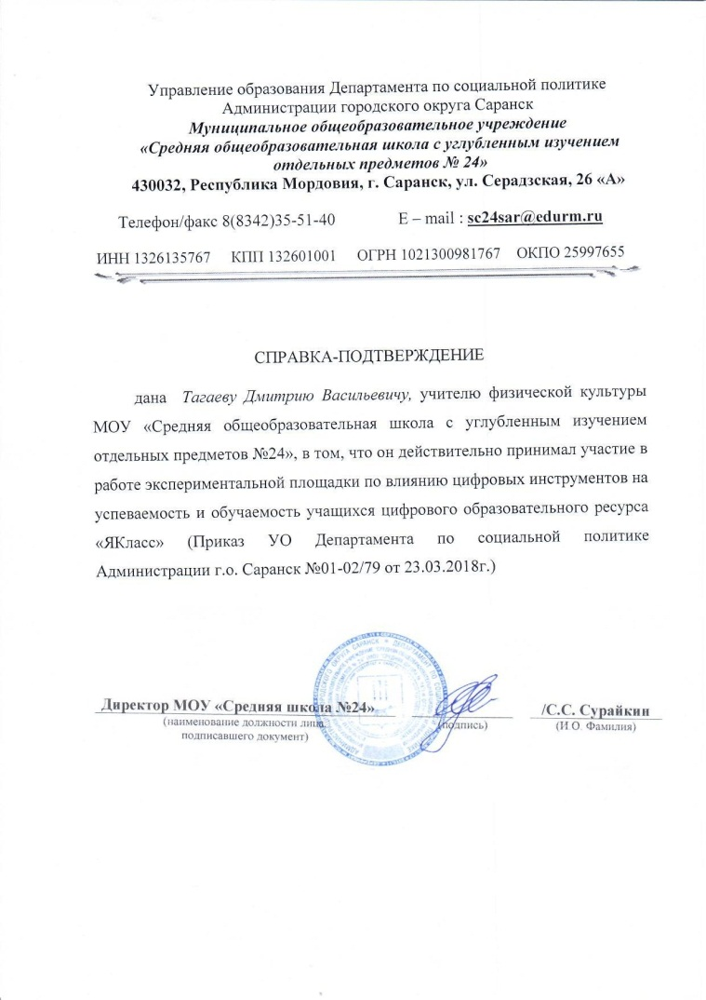 Управление образования Департамента по социальной политике
Администрации городского округа Саранск
Муниципальное общеобразовательное учреждение
«Средняя общеобразовательная школа с углубленным изучением
отдельных предметов № 24»
430032, Республика Мордовия, г. Саранск, ул. Серадзская, 26 «А»
Телефон/факс 8(8342)35-51-40 E – mail : sc24sar@edurm.ru
ИНН 1326135767 КПП 132601001 ОГРН 1021300981767 ОКПО 25997655
СПРАВКА-ПОДТВЕРЖДЕНИЕ
дана Тагаеву Дмитрию Васильевичу, учителю физической культуры
МОУ «Средняя общеобразовательная школа с углубленным изучением
отдельных предметов №24», в том, что он действительно принимал участие в
работе экспериментальной площадки по влиянию цифровых инструментов на
успеваемость и обучаемость учащихся цифрового образовательного ресурса
«ЯКласс» (Приказ УО Департамента по социальной политике
Администрации г.о. Саранск №01-02/79 от 23.03.2018г.)
Директор МОУ «Средняя школа №24» /С.С. Сурайкин
(наименование должности лица, (подпись) (И.О. Фамилия)
подписавшего документ)